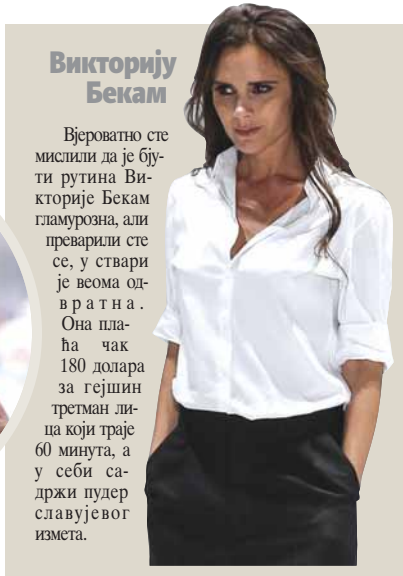 Викторију
Бекам
Вјероватно сте
мислили да је бју-
ти рутина Ви-
кторије Бекам
гламурозна, али
преварили сте
се, у ствари
је веома од-
вратна.
Она пла-
ћа чак
180 долара
за гејшин
третман ли-
ца који траје
60 минута, а
у себи са-
држи пудер
славујевог
измета.